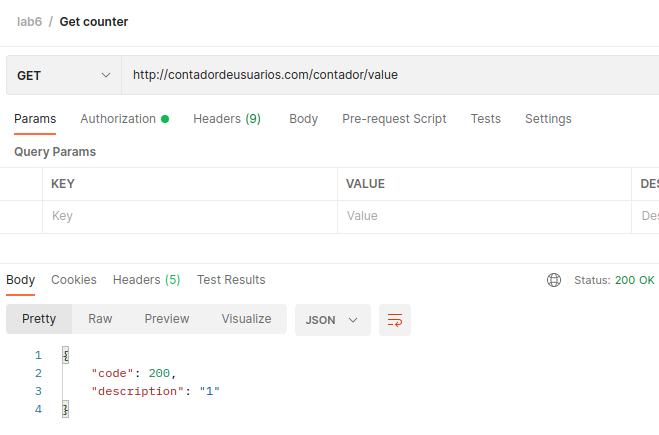 lab6 / Get counter
GET http://contadordeusuarios.com/contador/value
Params Authorization Headers (9) Body Pre-request Script Tests Settings
Query Params
KEY VALUE DES
Key Value Des
Body Cookies Headers (5) Test Results Status: 200 OK
Pretty Raw Preview Visualize JSON
1 {
2 "code": 200,
3 "description": "1"
4 }